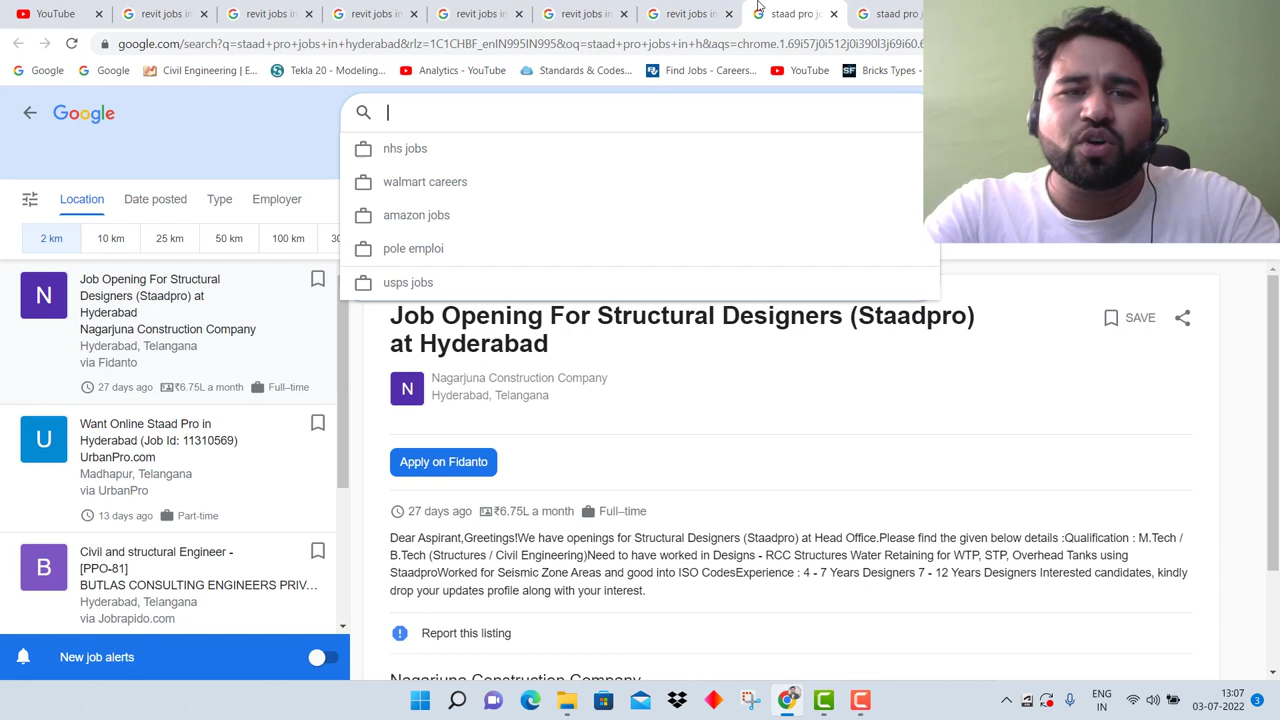 YouTube
revit jobs in
revit jobs in
revit jobs in
revit jobs in
revit jobs in
revit jobs in
staad pro jo
staad pro
google.com/search?q=staad+pro+jobs+in+hyderabad&rlz=1C1CHBF_enIN995IN995&oq=staad+pro+jobs+in+h&aqs=chrome.1.69i57j0i512j0i390l3j69i60.6
Google
Google
Civil Engineering | E...
Tekla 20 - Modeling...
Analytics - YouTube
Standards & Codes...
Find Jobs - Careers...
YouTube
Bricks Types -
Google
nhs jobs
walmart careers
amazon jobs
pole emploi
usps jobs
Location
Date posted
Type
Employer
2 km
10 km
25 km
50 km
100 km
30
N
Job Opening For Structural
Designers (Staadpro) at
Hyderabad
Nagarjuna Construction Company
Hyderabad, Telangana
via Fidanto
27 days ago
₹6.75L a month
Full–time
U
Want Online Staad Pro in
Hyderabad (Job Id: 11310569)
UrbanPro.com
Madhapur, Telangana
via UrbanPro
13 days ago
Part-time
B
Civil and structural Engineer -
[PPO-81]
BUTLAS CONSULTING ENGINEERS PRIV...
Hyderabad, Telangana
via Jobrapido.com
New job alerts
Job Opening For Structural Designers (Staadpro)
at Hyderabad
SAVE
N
Nagarjuna Construction Company
Hyderabad, Telangana
Apply on Fidanto
27 days ago
₹6.75L a month
Full–time
Dear Aspirant,Greetings!We have openings for Structural Designers (Staadpro) at Head Office.Please find the given below details :Qualification : M.Tech /
B.Tech (Structures / Civil Engineering)Need to have worked in Designs - RCC Structures Water Retaining for WTP, STP, Overhead Tanks using
StaadproWorked for Seismic Zone Areas and good into ISO CodesExperience : 4 - 7 Years Designers 7 - 12 Years Designers Interested candidates, kindly
drop your updates profile along with your interest.
Report this listing
Nagarjuna Construction Company
ENG
IN
13:07
03-07-2022
3